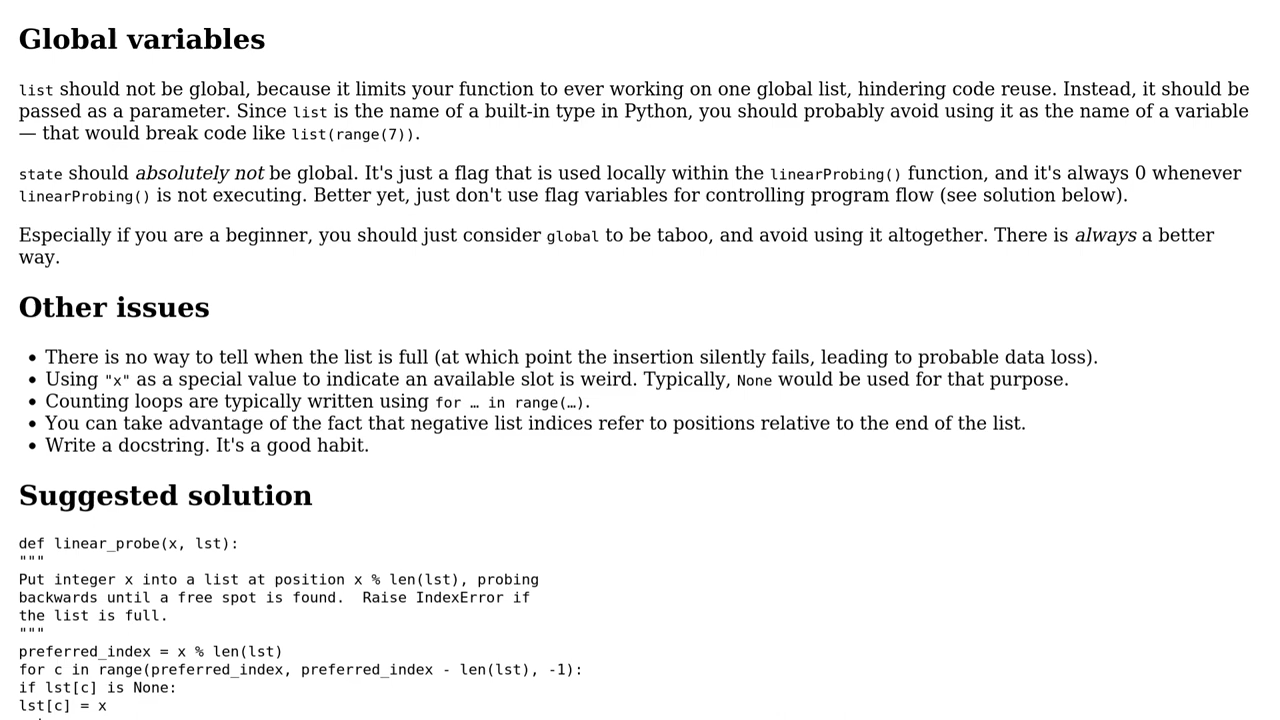 Global variables
list should not be global, because it limits your function to ever working on one global list, hindering code reuse. Instead, it should be
passed as a parameter. Since list is the name of a built-in type in Python, you should probably avoid using it as the name of a variable
— that would break code like list(range(7)).
state should absolutely not be global. It's just a flag that is used locally within the linearProbing() function, and it's always 0 whenever
linearProbing() is not executing. Better yet, just don't use flag variables for controlling program flow (see solution below).
Especially if you are a beginner, you should just consider global to be taboo, and avoid using it altogether. There is always a better
way.
Other issues
• There is no way to tell when the list is full (at which point the insertion silently fails, leading to probable data loss).
• Using "x" as a special value to indicate an available slot is weird. Typically, None would be used for that purpose.
• Counting loops are typically written using for … in range(…).
• You can take advantage of the fact that negative list indices refer to positions relative to the end of the list.
• Write a docstring. It's a good habit.
Suggested solution
def linear_probe(x, lst):
"""
Put integer x into a list at position x % len(lst), probing
backwards until a free spot is found.  Raise IndexError if
the list is full.
"""
preferred_index = x % len(lst)
for c in range(preferred_index, preferred_index - len(lst), -1):
if lst[c] is None:
lst[c] = x